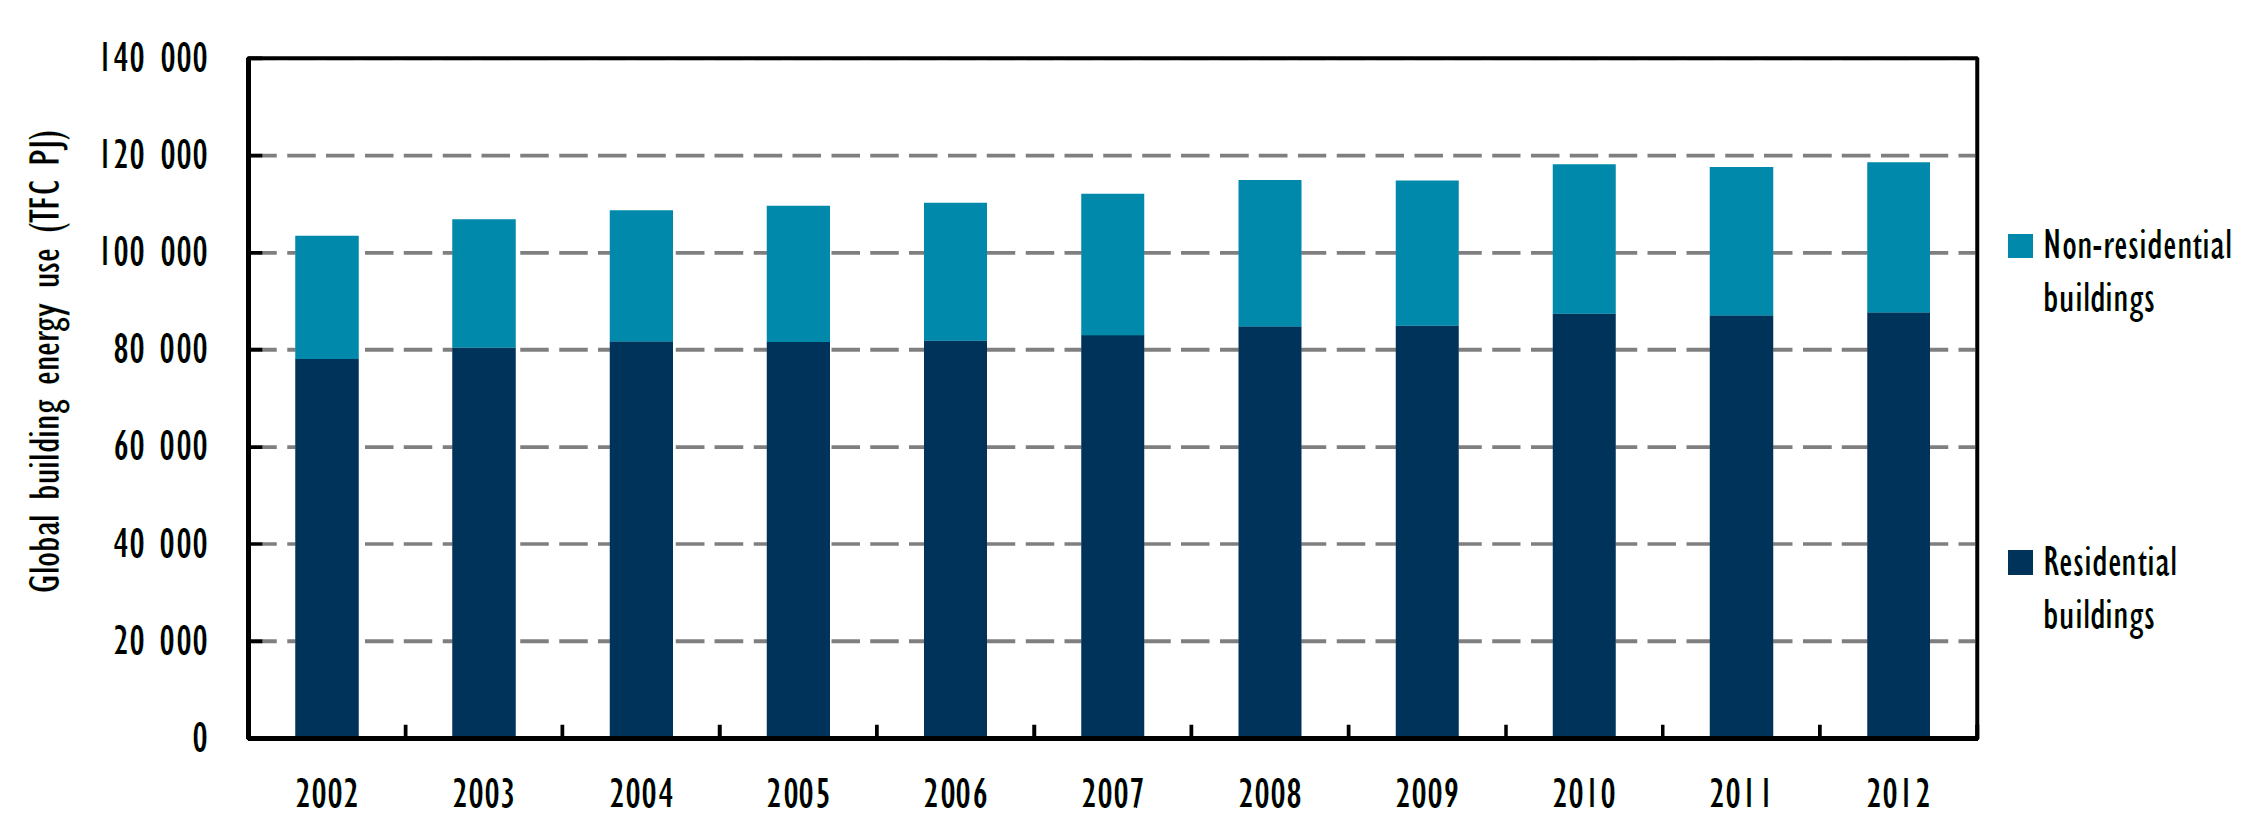 Global building energy use (TFC PJ)
140 000
120 000
100 000
80 000
60 000
40 000
20 000
0
2002 2003 2004 2005 2006 2007 2008 2009 2010 2011 2012
Non-residential
buildings
Residential
buildings